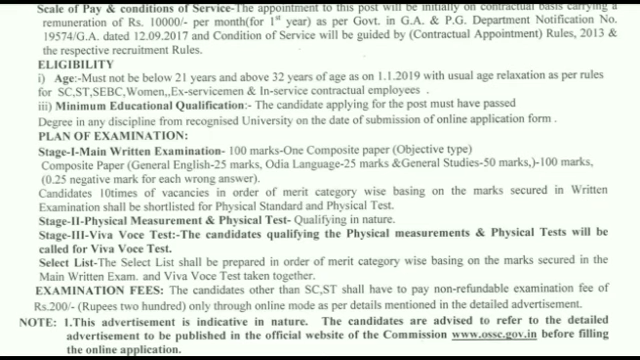 Scale of Pay & conditions of Service-The appointment to this post will be initially on contractual basis carrying a
remuneration of Rs. 10000/- per month(for 1st year) as per Govt. in G.A. & P.G. Department Notification No.
19574/G.A. dated 12.09.2017 and Condition of Service will be guided by (Contractual Appointment) Rules, 2013 &
the respective recruitment Rules.
ELIGIBILITY
i) Age:-Must not be below 21 years and above 32 years of age as on 1.1.2019 with usual age relaxation as per rules
for SC,ST,SEBC,Women,,Ex-servicemen & In-service contractual employees .
iii) Minimum Educational Qualification:- The candidate applying for the post must have passed
Degree in any discipline from recognised University on the date of submission of online application form .
PLAN OF EXAMINATION:
Stage-I-Main Written Examination- 100 marks-One Composite paper (Objective type)
Composite Paper (General English-25 marks, Odia Language-25 marks &General Studies-50 marks,)-100 marks,
(0.25 negative mark for each wrong answer).
Candidates 10times of vacancies in order of merit category wise basing on the marks secured in Written
Examination shall be shortlisted for Physical Standard and Physical Test.
Stage-II-Physical Measurement & Physical Test- Qualifying in nature.
Stage-III-Viva Voce Test:-The candidates qualifying the Physical measurements & Physical Tests will be
called for Viva Voce Test.
Select List-The Select List shall be prepared in order of merit category wise basing on the marks secured in the
Main Written Exam. and Viva Voce Test taken together.
EXAMINATION FEES: The candidates other than SC,ST shall have to pay non-refundable examination fee of
Rs.200/- (Rupees two hundred) only through online mode as per details mentioned in the detailed advertisement.
NOTE: 1.This advertisement is indicative in nature. The candidates are advised to refer to the detailed
advertisement to be published in the official website of the Commission www.ossc.gov.in before filling
the online application.